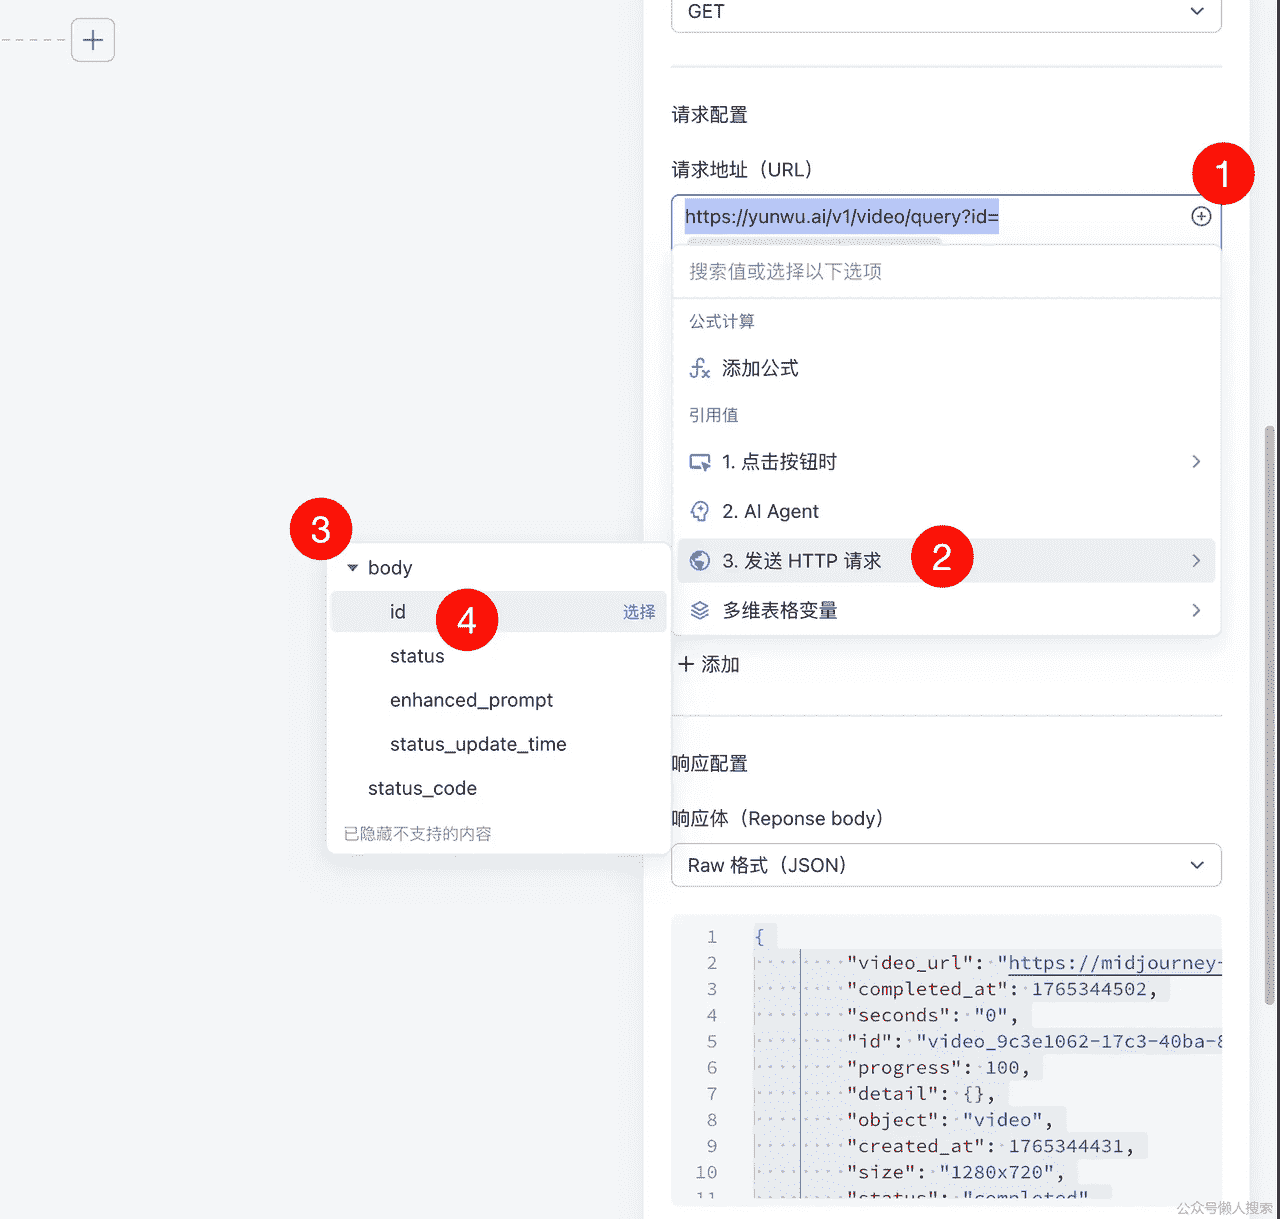 GET
请求配置
请求地址（URL）
1
https://yunwu.ai/v1/video/query?id=
搜索值或选择以下选项
公式计算
添加公式
引用值
1. 点击按钮时
2. AI Agent
3. 发送 HTTP 请求
2
多维表格变量
3
body
id
4
选择
status
enhanced_prompt
status_update_time
status_code
已隐藏不支持的内容
添加
响应配置
响应体（Reponse body）
Raw 格式（JSON）
1 {
2 "video_url": "https://midjourney-
3 "completed_at": 1765344502,
4 "seconds": "0",
5 "id": "video_9c3e1062-17c3-40ba-8
6 "progress": 100,
7 "detail": {},
8 "object": "video",
9 "created_at": 1765344431,
10 "size": "1280x720",
11 "status": "completed"
公众号懒人搜索